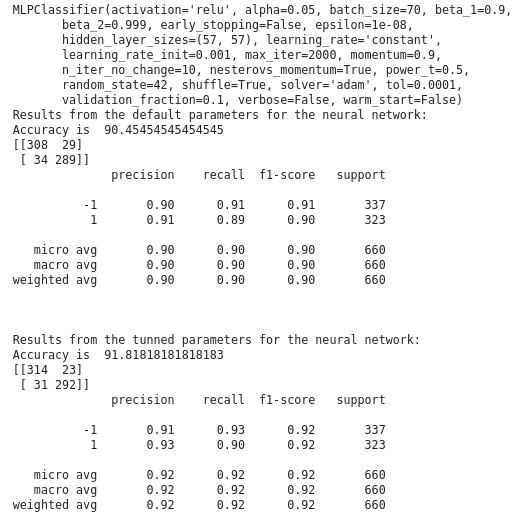 MLPClassifier(activation='relu', alpha=0.05, batch_size=70, beta_1=0.9,
beta_2=0.999, early_stopping=False, epsilon=1e-08,
hidden_layer_sizes=(57, 57), learning_rate='constant',
learning_rate_init=0.001, max_iter=2000, momentum=0.9,
n_iter_no_change=10, nesterovs_momentum=True, power_t=0.5,
random_state=42, shuffle=True, solver='adam', tol=0.0001,
validation_fraction=0.1, verbose=False, warm_start=False)
Results from the default parameters for the neural network:
Accuracy is  90.45454545454545
[[308  29]
[ 34 289]]
precision    recall  f1-score   support
-1       0.90      0.91      0.91       337
1       0.91      0.89      0.90       323
micro avg       0.90      0.90      0.90       660
macro avg       0.90      0.90      0.90       660
weighted avg       0.90      0.90      0.90       660
Results from the tunned parameters for the neural network:
Accuracy is  91.81818181818183
[[314  23]
[ 31 292]]
precision    recall  f1-score   support
-1       0.91      0.93      0.92       337
1       0.93      0.90      0.92       323
micro avg       0.92      0.92      0.92       660
macro avg       0.92      0.92      0.92       660
weighted avg       0.92      0.92      0.92       660